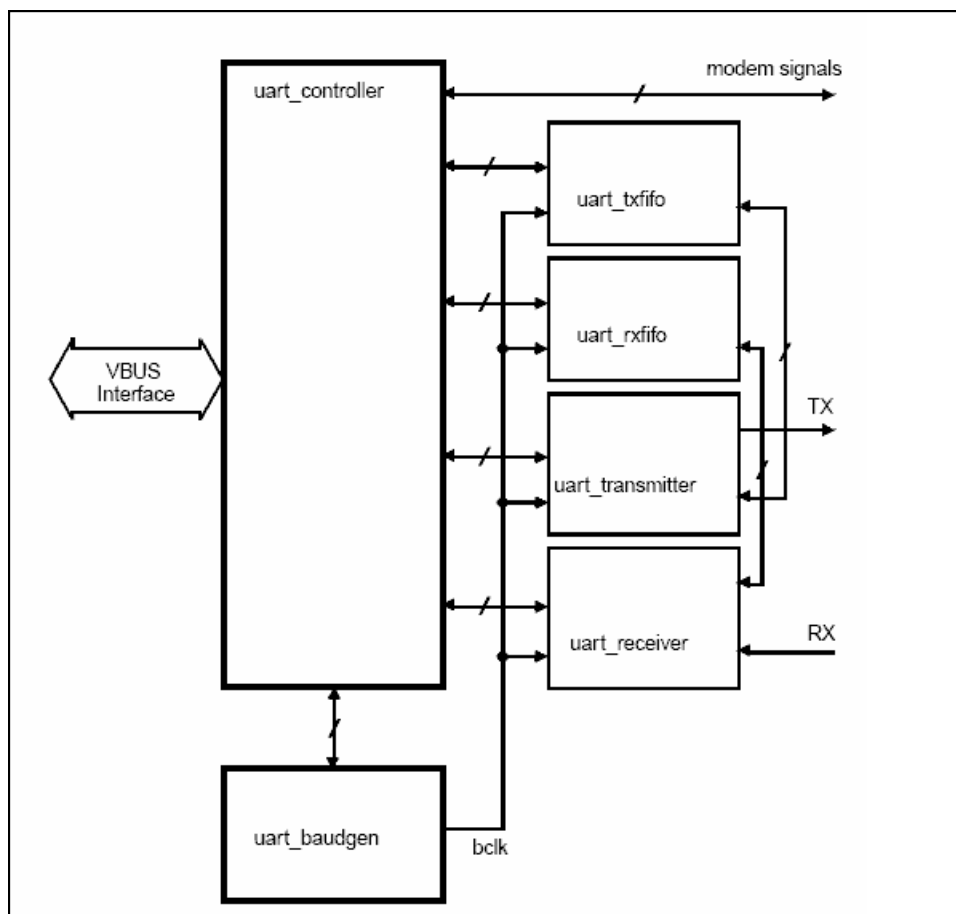 uart_controller
modem signals
uart_txfifo
uart_rxfifo
VBUS
Interface
TX
uart_transmitter
RX
uart_receiver
uart_baudgen
bclk